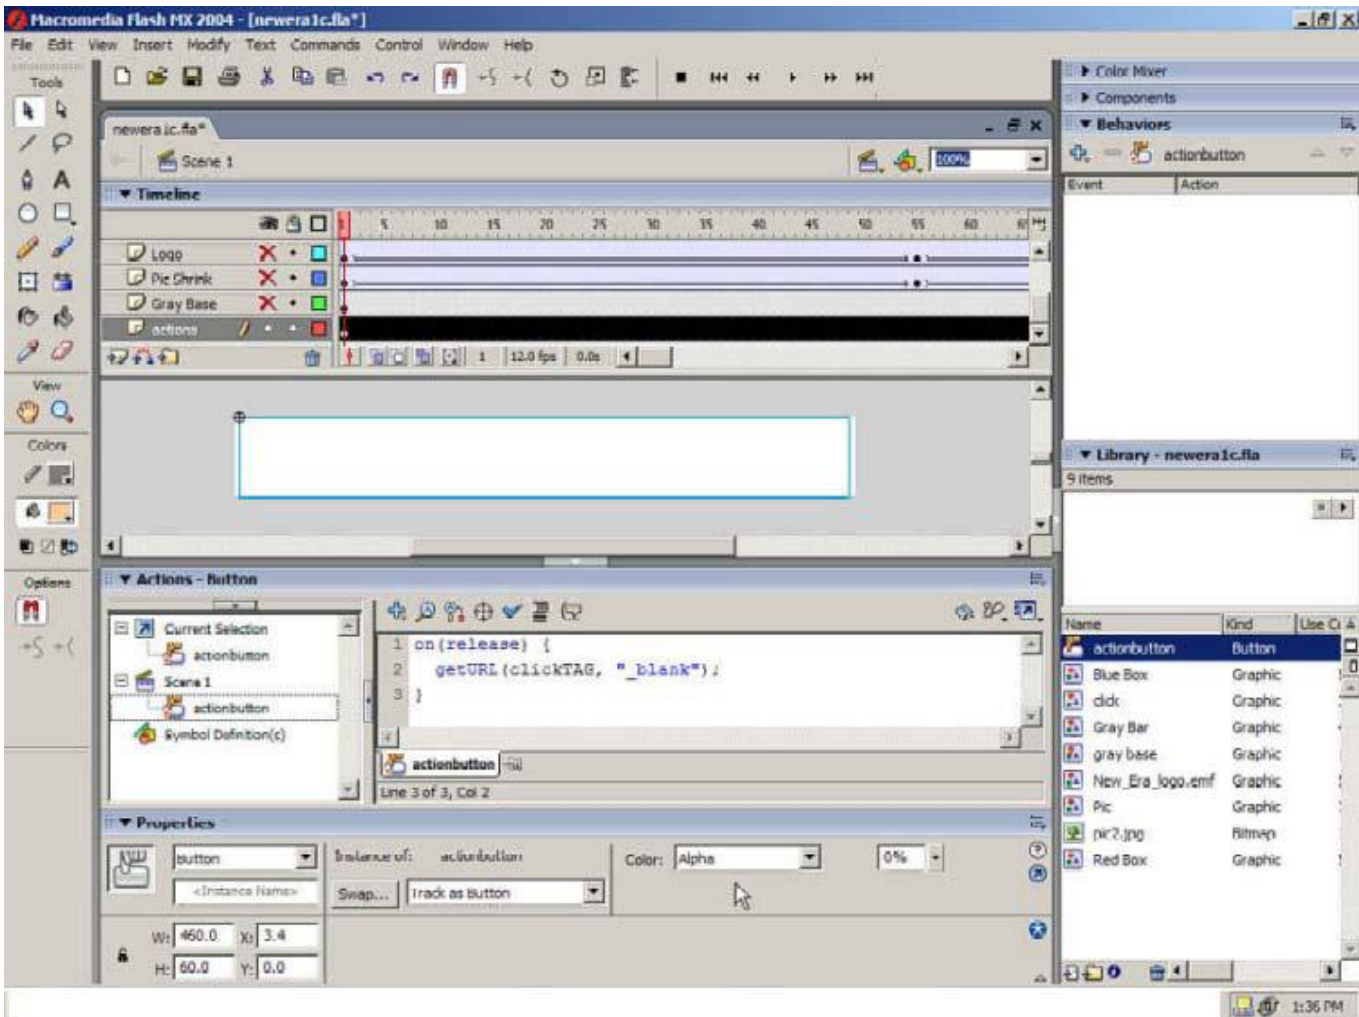 Macromedia Flash MX 2004 - [newera1c.fla*]
File Edit View Insert Modify Text Commands Control Window Help
Tools
newera1c.fla*
Scene 1
100%
Timeline
1 5 10 15 20 25 30 35 40 45 50 55 60 65
Logo
Pic Shrink
Gray Base
actions
1 12.0 fps 0.0s
View
Colors
Options
Actions - Button
Current Selection
actionbutton
Scene 1
actionbutton
Symbol Definition(s)
1 on(release) {
2 getURL(clickTAG, "_blank");
3 }
actionbutton
Line 3 of 3, Col 2
Properties
Button
Instance of: actionbutton
Color: Alpha 0%
<Instance Name>
Swap... Track as Button
W: 460.0 X: 3.4
H: 60.0 Y: 0.0
Color Mixer
Components
Behaviors
actionbutton
Event Action
Library - newera1c.fla
9 items
Name Kind Use C
actionbutton Button
Blue Box Graphic
click Graphic
Gray Bar Graphic
gray base Graphic
New_Era_logo.emf Graphic
Pic Graphic
pic2.jpg Bitmap
Red Box Graphic
1:36 PM